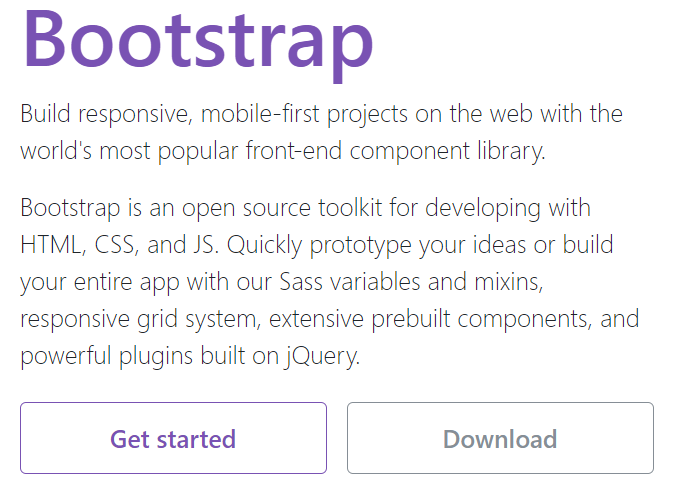 Bootstrap
Build responsive, mobile-first projects on the web with the
world's most popular front-end component library.
Bootstrap is an open source toolkit for developing with
HTML, CSS, and JS. Quickly prototype your ideas or build
your entire app with our Sass variables and mixins,
responsive grid system, extensive prebuilt components, and
powerful plugins built on jQuery.
Get started
Download